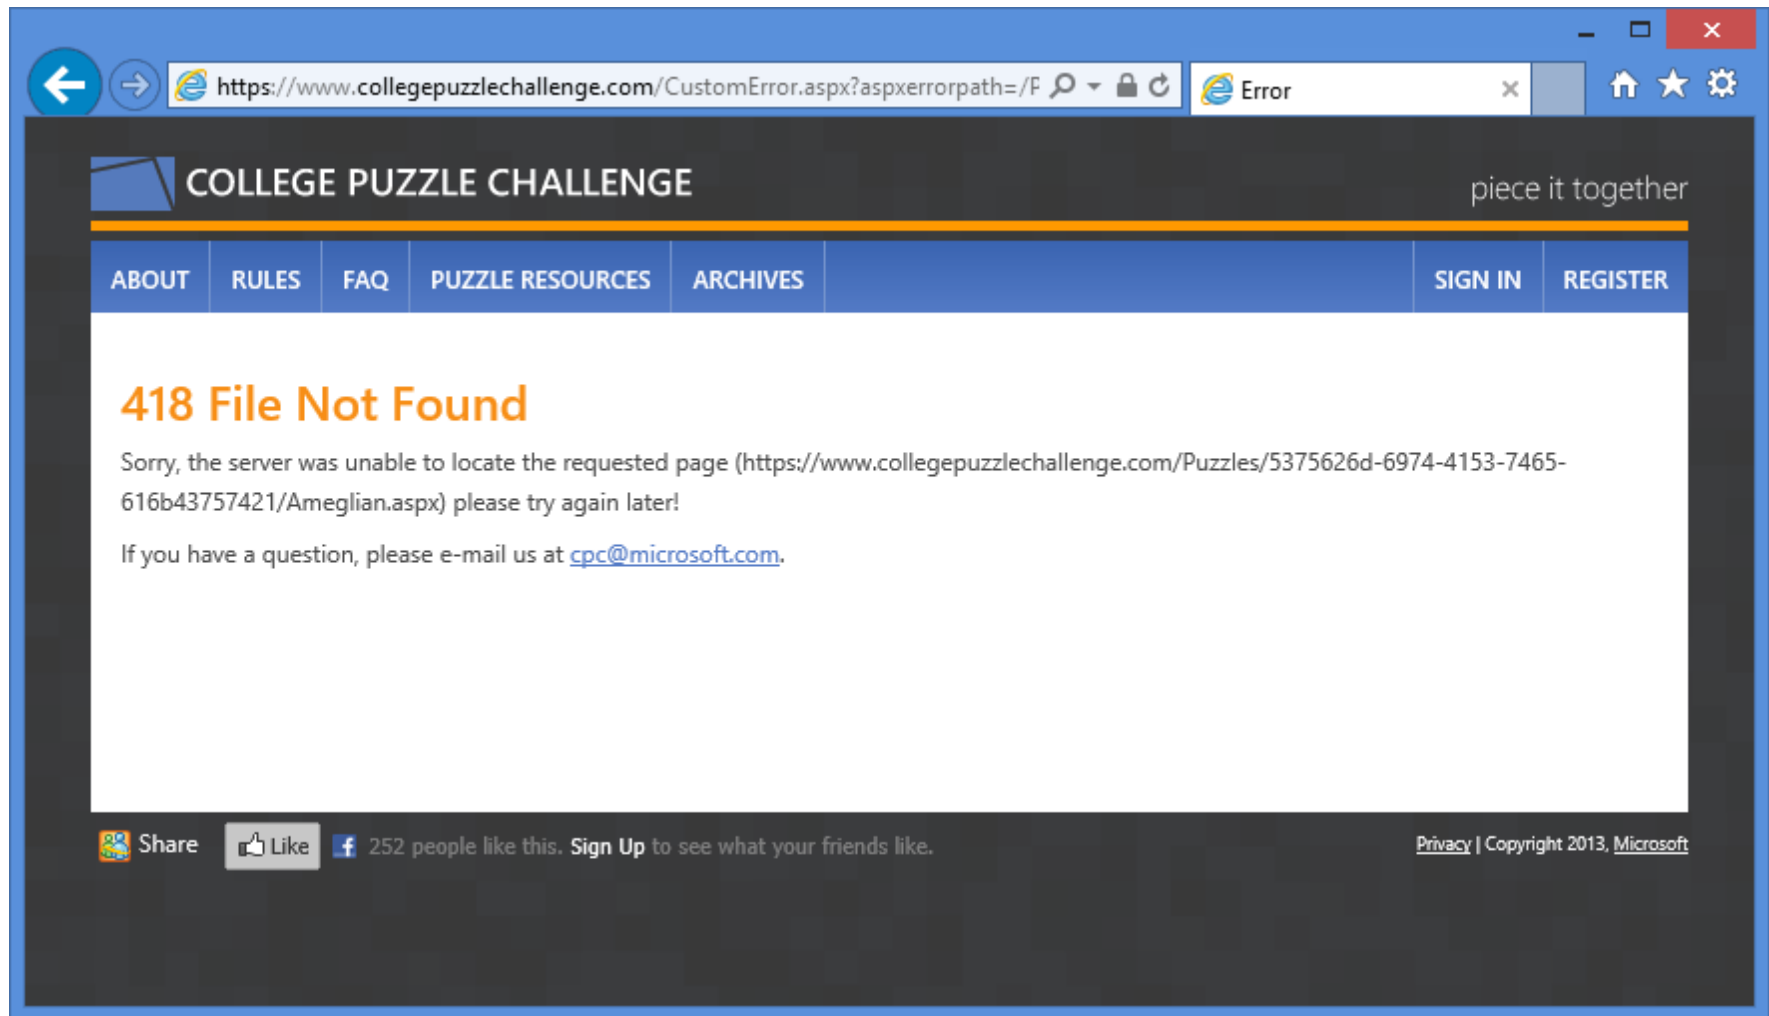 https://www.collegepuzzlechallenge.com/CustomError.aspx?aspxerrorpath=/P
Error
COLLEGE PUZZLE CHALLENGE
piece it together
ABOUT RULES FAQ PUZZLE RESOURCES ARCHIVES SIGN IN REGISTER
418 File Not Found
Sorry, the server was unable to locate the requested page (https://www.collegepuzzlechallenge.com/Puzzles/5375626d-6974-4153-7465-
616b43757421/Ameglian.aspx) please try again later!
If you have a question, please e-mail us at cpc@microsoft.com.
Share Like f 252 people like this. Sign Up to see what your friends like. Privacy | Copyright 2013, Microsoft